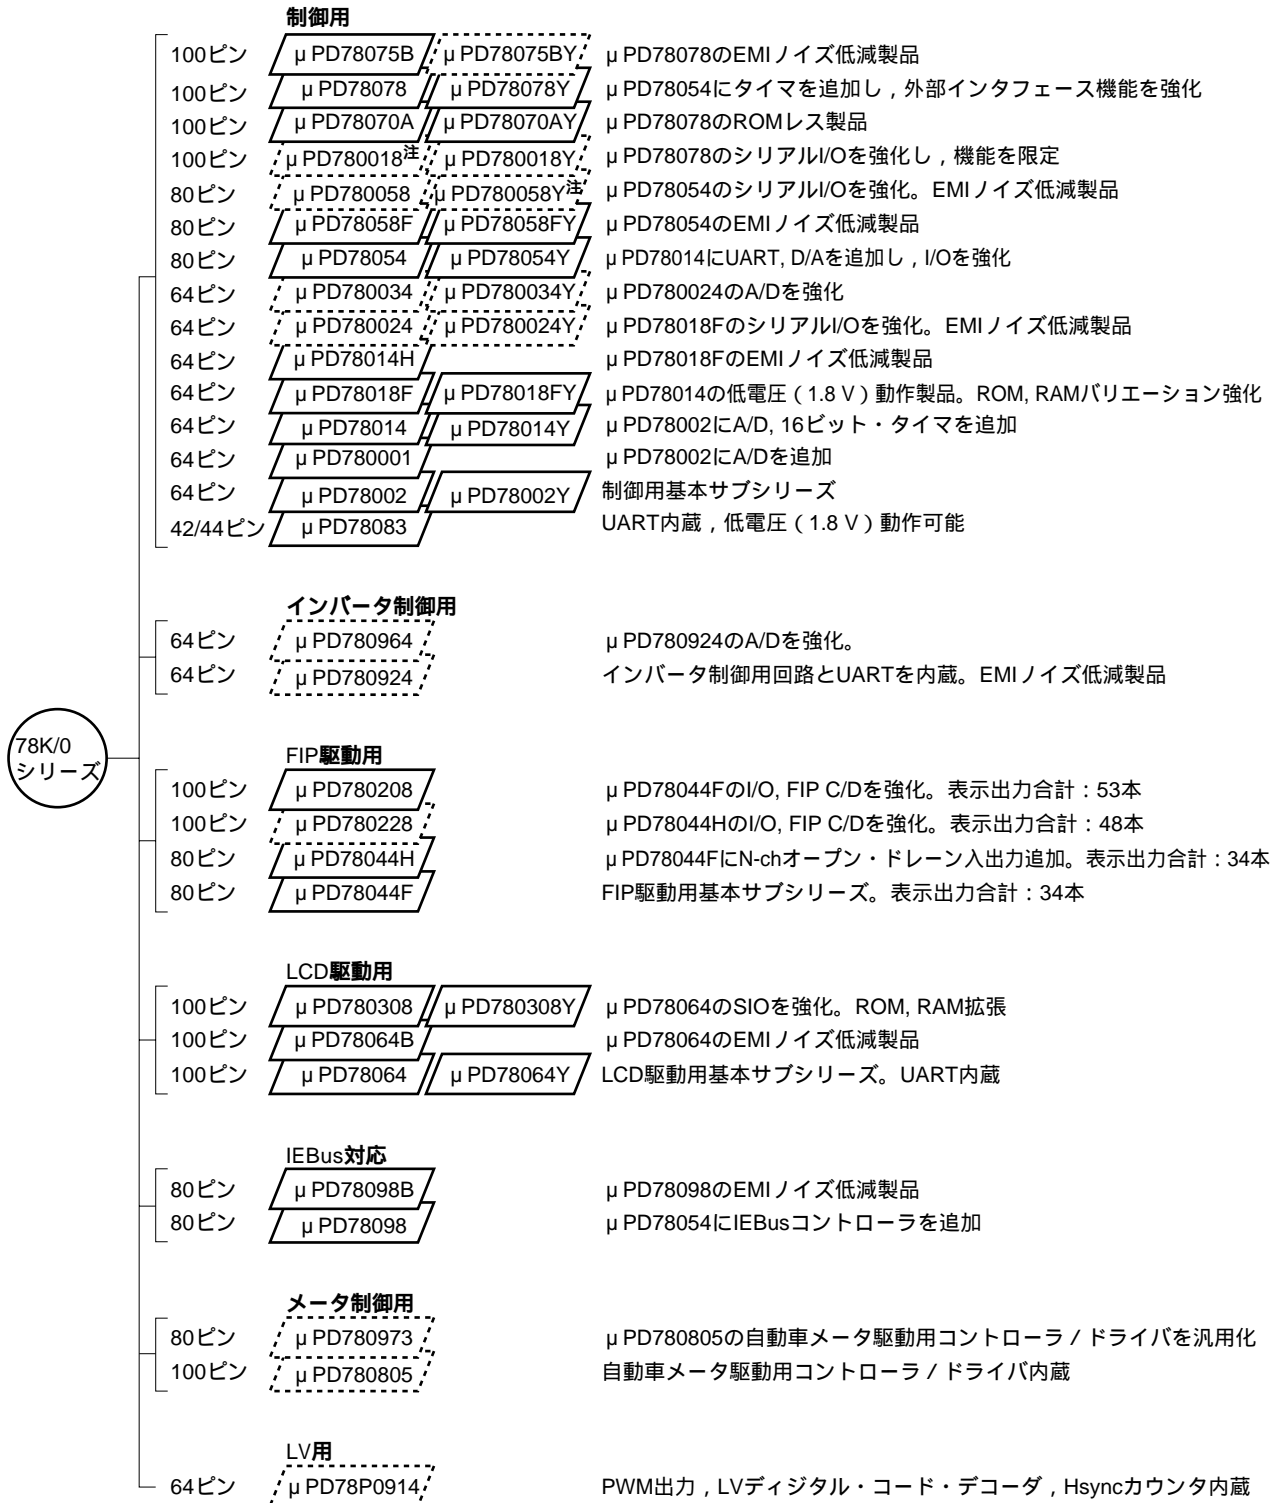 制御用
100ピン μPD78075B μPD78075BY μPD78078のEMIノイズ低減製品
100ピン μPD78078 μPD78078Y μPD78054にタイマを追加し，外部インタフェース機能を強化
100ピン μPD78070A μPD78070AY μPD78078のROMレス製品
100ピン μPD780018注 μPD780018Y μPD78078のシリアルI/Oを強化し，機能を限定
80ピン μPD780058 μPD780058Y注 μPD78054のシリアルI/Oを強化。EMIノイズ低減製品
80ピン μPD78058F μPD78058FY μPD78054のEMIノイズ低減製品
80ピン μPD78054 μPD78054Y μPD78014にUART, D/Aを追加し，I/Oを強化
64ピン μPD780034 μPD780034Y μPD780024のA/Dを強化
64ピン μPD780024 μPD780024Y μPD78018FのシリアルI/Oを強化。EMIノイズ低減製品
64ピン μPD78014H μPD78018FのEMIノイズ低減製品
64ピン μPD78018F μPD78018FY μPD78014の低電圧（1.8 V）動作製品。ROM, RAMバリエーション強化
64ピン μPD78014 μPD78014Y μPD78002にA/D, 16ビット・タイマを追加
64ピン μPD780001 μPD78002にA/Dを追加
64ピン μPD78002 μPD78002Y 制御用基本サブシリーズ
42/44ピン μPD78083 UART内蔵，低電圧（1.8 V）動作可能
インバータ制御用
64ピン μPD780964 μPD780924のA/Dを強化。
64ピン μPD780924 インバータ制御用回路とUARTを内蔵。EMIノイズ低減製品
78K/0
シリーズ
FIP駆動用
100ピン μPD780208 μPD78044FのI/O, FIP C/Dを強化。表示出力合計：53本
100ピン μPD780228 μPD78044HのI/O, FIP C/Dを強化。表示出力合計：48本
80ピン μPD78044H μPD78044FにN-chオープン・ドレーン入出力追加。表示出力合計：34本
80ピン μPD78044F FIP駆動用基本サブシリーズ。表示出力合計：34本
LCD駆動用
100ピン μPD780308 μPD780308Y μPD78064のSIOを強化。ROM, RAM拡張
100ピン μPD78064B μPD78064のEMIノイズ低減製品
100ピン μPD78064 μPD78064Y LCD駆動用基本サブシリーズ。UART内蔵
IEBus対応
80ピン μPD78098B μPD78098のEMIノイズ低減製品
80ピン μPD78098 μPD78054にIEBusコントローラを追加
メータ制御用
80ピン μPD780973 μPD780805の自動車メータ駆動用コントローラ／ドライバを汎用化
100ピン μPD780805 自動車メータ駆動用コントローラ／ドライバ内蔵
LV用
64ピン μPD78P0914 PWM出力，LVディジタル・コード・デコーダ，Hsyncカウンタ内蔵